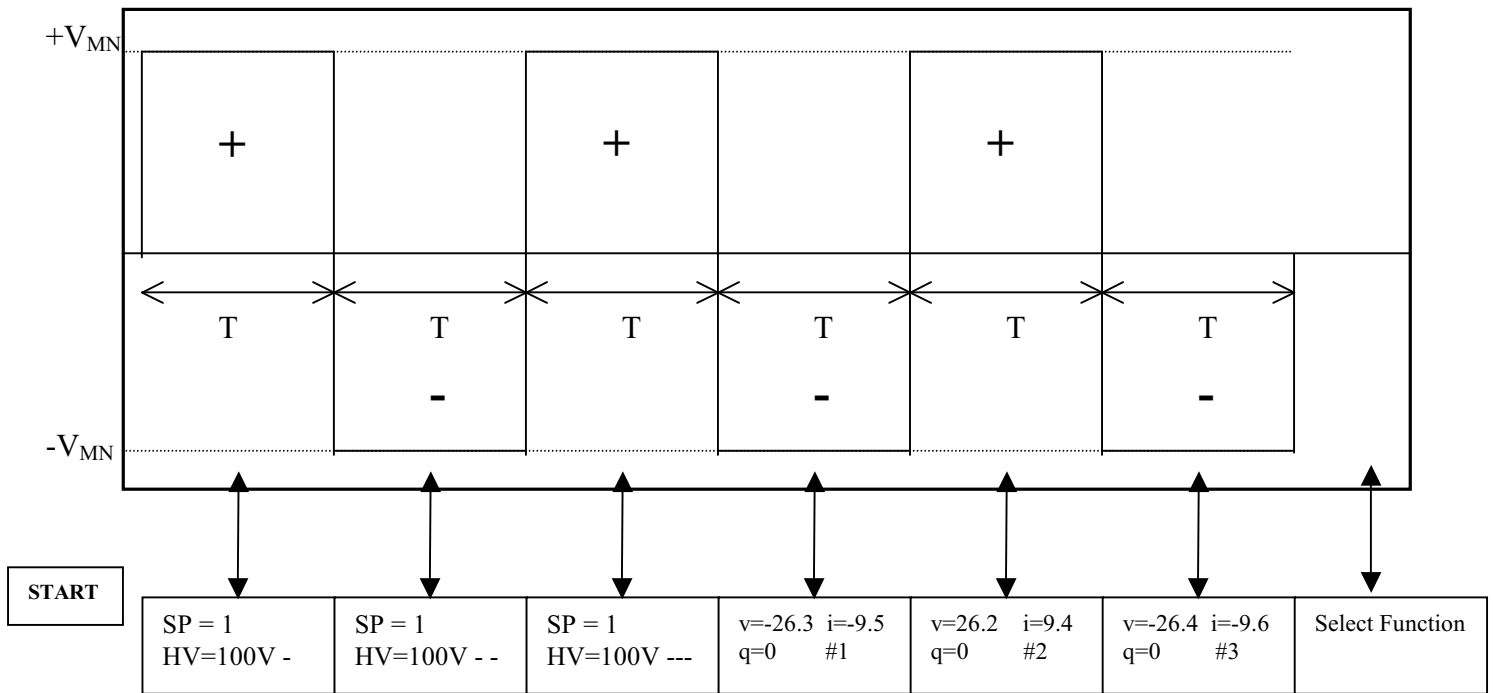 +VMN
+ + +
T T T T T T
- - -
-VMN
START
SP = 1
HV=100V -
SP = 1
HV=100V - -
SP = 1
HV=100V ---
v=-26.3 i=-9.5
q=0 #1
v=26.2 i=9.4
q=0 #2
v=-26.4 i=-9.6
q=0 #3
Select Function